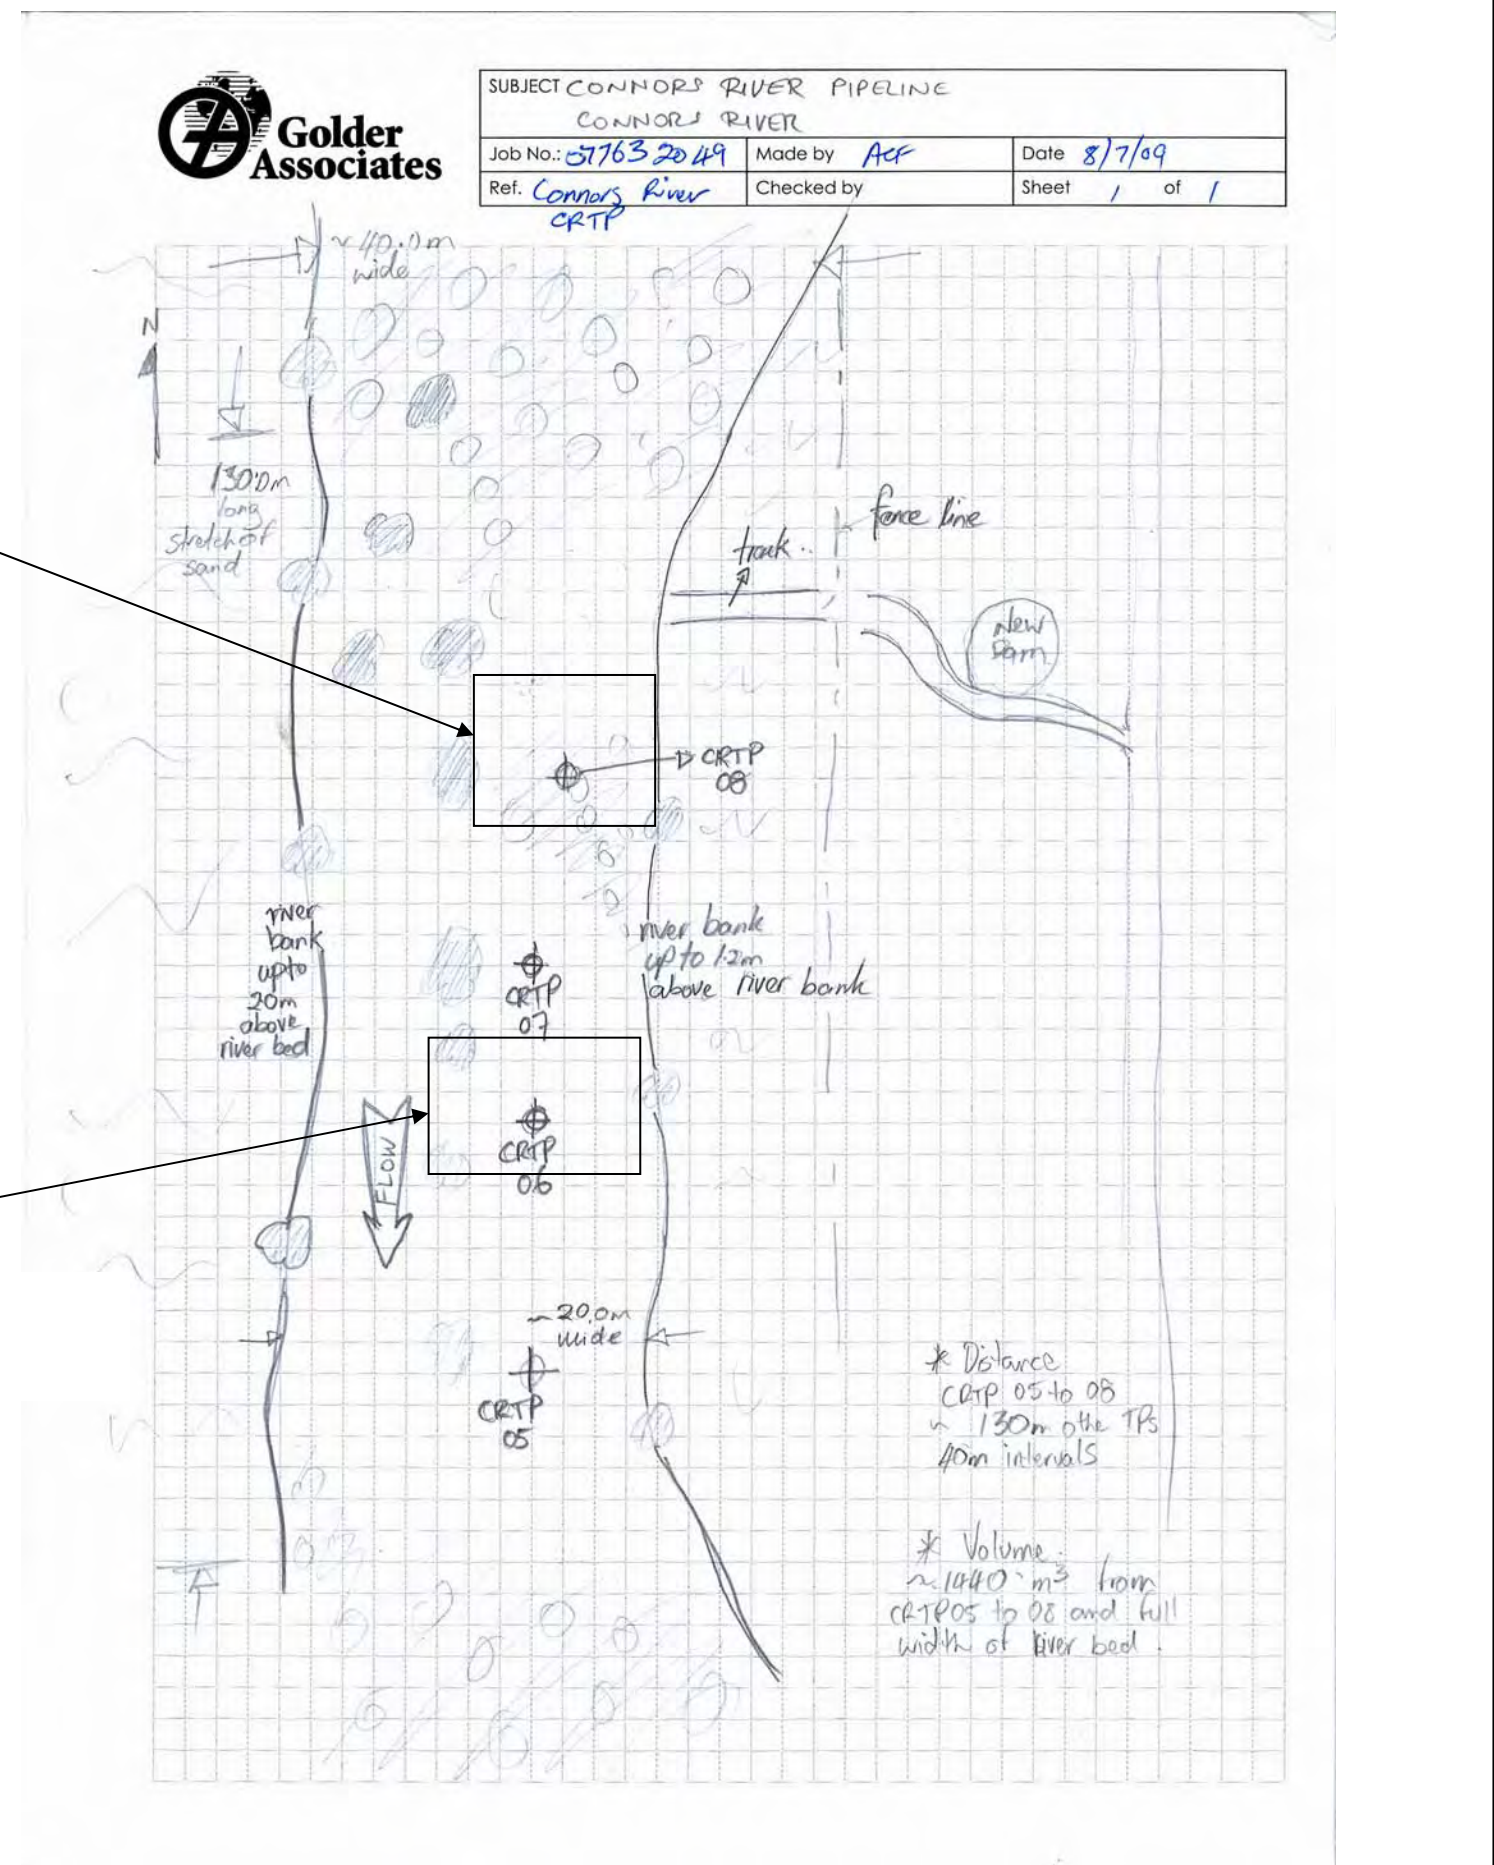 Golder
Associates
SUBJECT CONNORS RIVER PIPELINE
CONNORS RIVER
Job No.: 077632049
Made by ACF
Date 8/7/09
Ref. Connors River
CRTP
Checked by
Sheet 1 of 1
~ 40.0m
wide
N
130.0m
long
stretch of
sand
fence line
track
New
Dam
CRTP
08
river
bank
up to
20m
above
river bed
river bank
up to 1.2m
above river bank
CRTP
07
FLOW
CRTP
06
~ 20.0m
wide
CRTP
05
* Distance
CRTP 05 to 08
~ 130m othe TPs
40m intervals
* Volume
~ 1440 m³ from
CRTP05 to 08 and full
width of river bed.